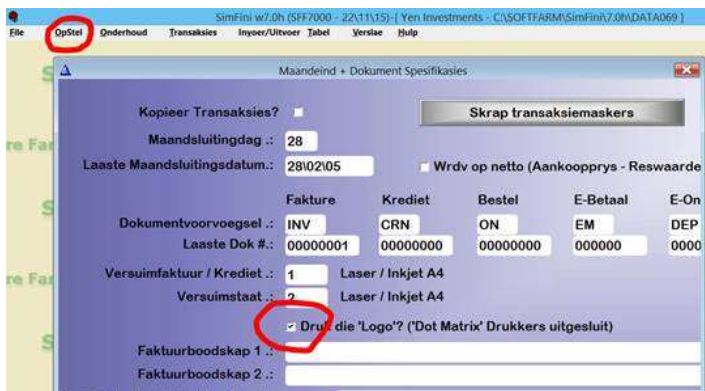 SimFini w7.0h (SFF7000 - 22\11\15)-[ Yen Investments - C:\SOFTFARM\SimFini\7.0h\DATA069 ]
File OpStel Onderhoud Transaksies Invoer/Uitvoer Tabel Verslae Hulp
Maandeind + Dokument Spesifikasies
Kopieer Transaksies? Skrap transaksiemaskers
Maandsluitingdag .: 28
Laaste Maandsluitingsdatum.: 28\02\05 Wrdv op netto (Aankoopprys - Reswaarde
Fakture Krediet Bestel E-Betaal E-On
Dokumentvoorvoegsel .: INV CRN ON EM DEP
Laaste Dok #.: 00000001 00000000 00000000 000000 0000
Versuimfaktuur / Krediet .: 1 Laser / Inkjet A4
Versuimstaat .: 2 Laser / Inkjet A4
Druk die 'Logo'? ('Dot Matrix' Drukkers uitgesluit)
Faktuurboodskap 1 .:
Faktuurboodskap 2 .: